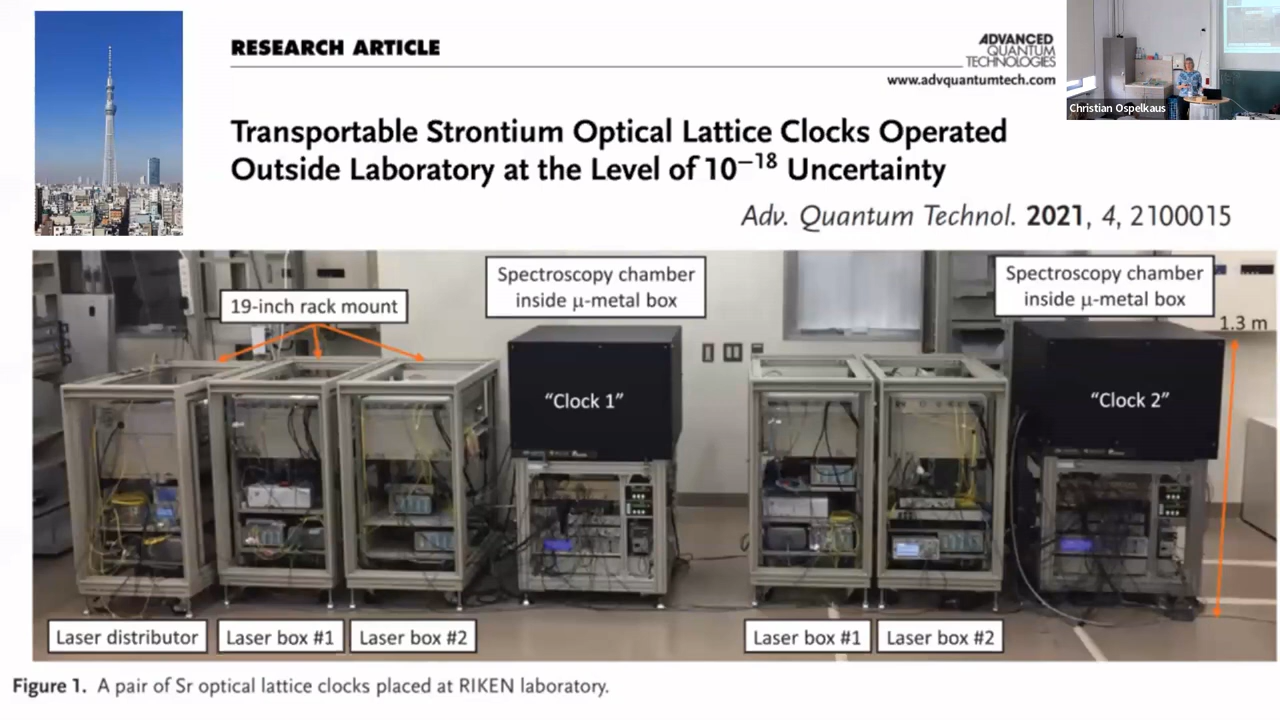 RESEARCH ARTICLE
ADVANCED
QUANTUM
TECHNOLOGIES
www.advquantumtech.com
Christian Ospelkaus
Transportable Strontium Optical Lattice Clocks Operated
Outside Laboratory at the Level of 10⁻¹⁸ Uncertainty
Adv. Quantum Technol. 2021, 4, 2100015
19-inch rack mount
Spectroscopy chamber
inside μ-metal box
Spectroscopy chamber
inside μ-metal box
1.3 m
“Clock 1”
“Clock 2”
Laser distributor
Laser box #1
Laser box #2
Laser box #1
Laser box #2
Figure 1. A pair of Sr optical lattice clocks placed at RIKEN laboratory.